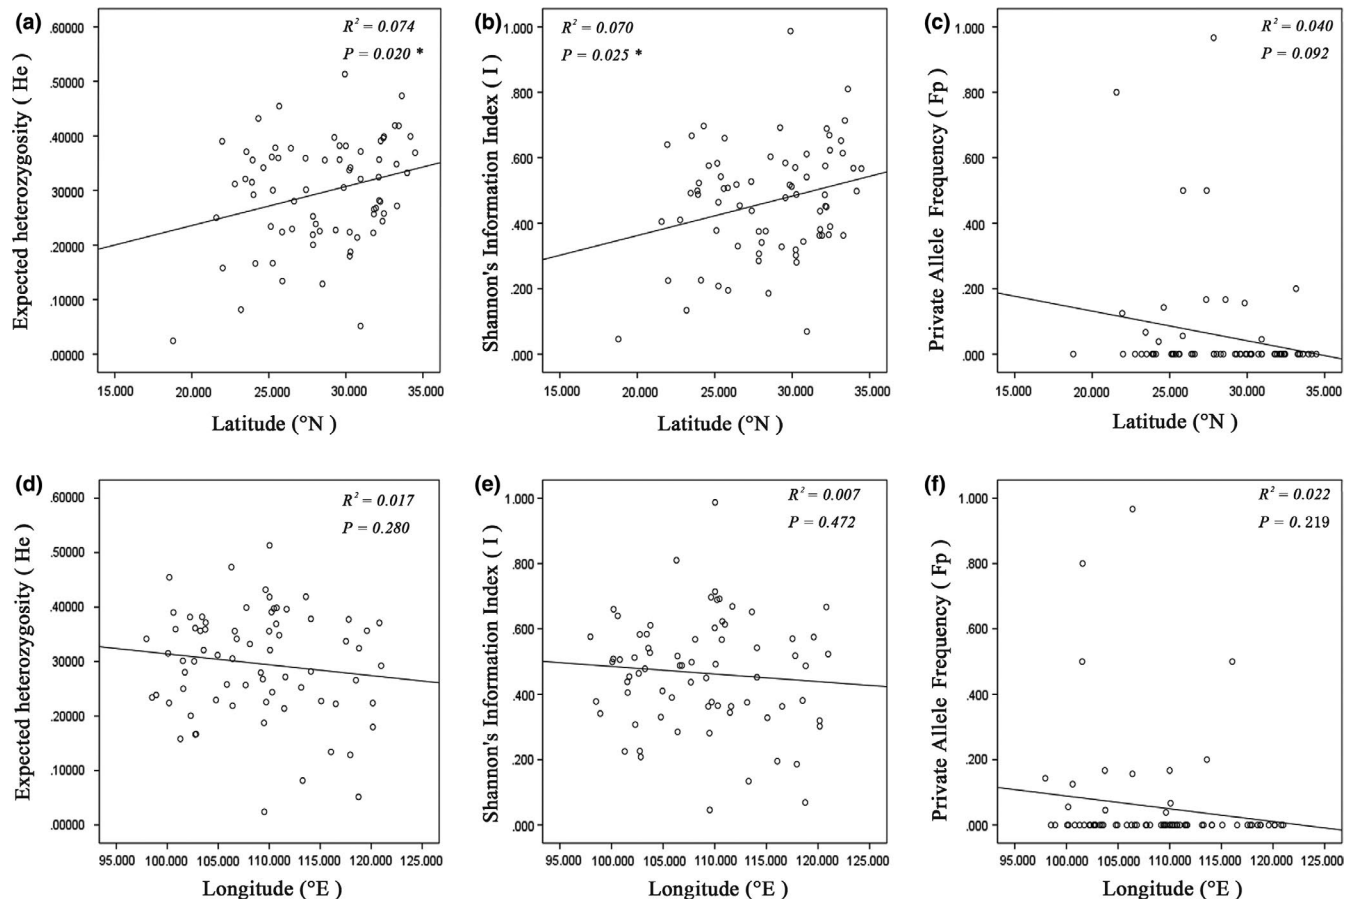 (a)
R² = 0.074
P = 0.020 *
Expected heterozygosity ( He )
.60000
.50000
.40000
.30000
.20000
.10000
.00000
15.000 20.000 25.000 30.000 35.000
Latitude (°N )
(b)
R² = 0.070
P = 0.025 *
Shannon's Information Index ( I )
1.000
.800
.600
.400
.200
.000
15.000 20.000 25.000 30.000 35.000
Latitude (°N )
(c)
R² = 0.040
P = 0.092
Private Allele Frequency ( Fp )
1.000
.800
.600
.400
.200
.000
15.000 20.000 25.000 30.000 35.000
Latitude (°N )
(d)
R² = 0.017
P = 0.280
Expected heterozygosity ( He )
.60000
.50000
.40000
.30000
.20000
.10000
.00000
95.000 100.000 105.000 110.000 115.000 120.000 125.000
Longitude (°E )
(e)
R² = 0.007
P = 0.472
Shannon's Information Index ( I )
1.000
.800
.600
.400
.200
.000
95.000 100.000 105.000 110.000 115.000 120.000 125.000
Longitude (°E )
(f)
R² = 0.022
P = 0.219
Private Allele Frequency ( Fp )
1.000
.800
.600
.400
.200
.000
95.000 100.000 105.000 110.000 115.000 120.000 125.000
Longitude (°E )